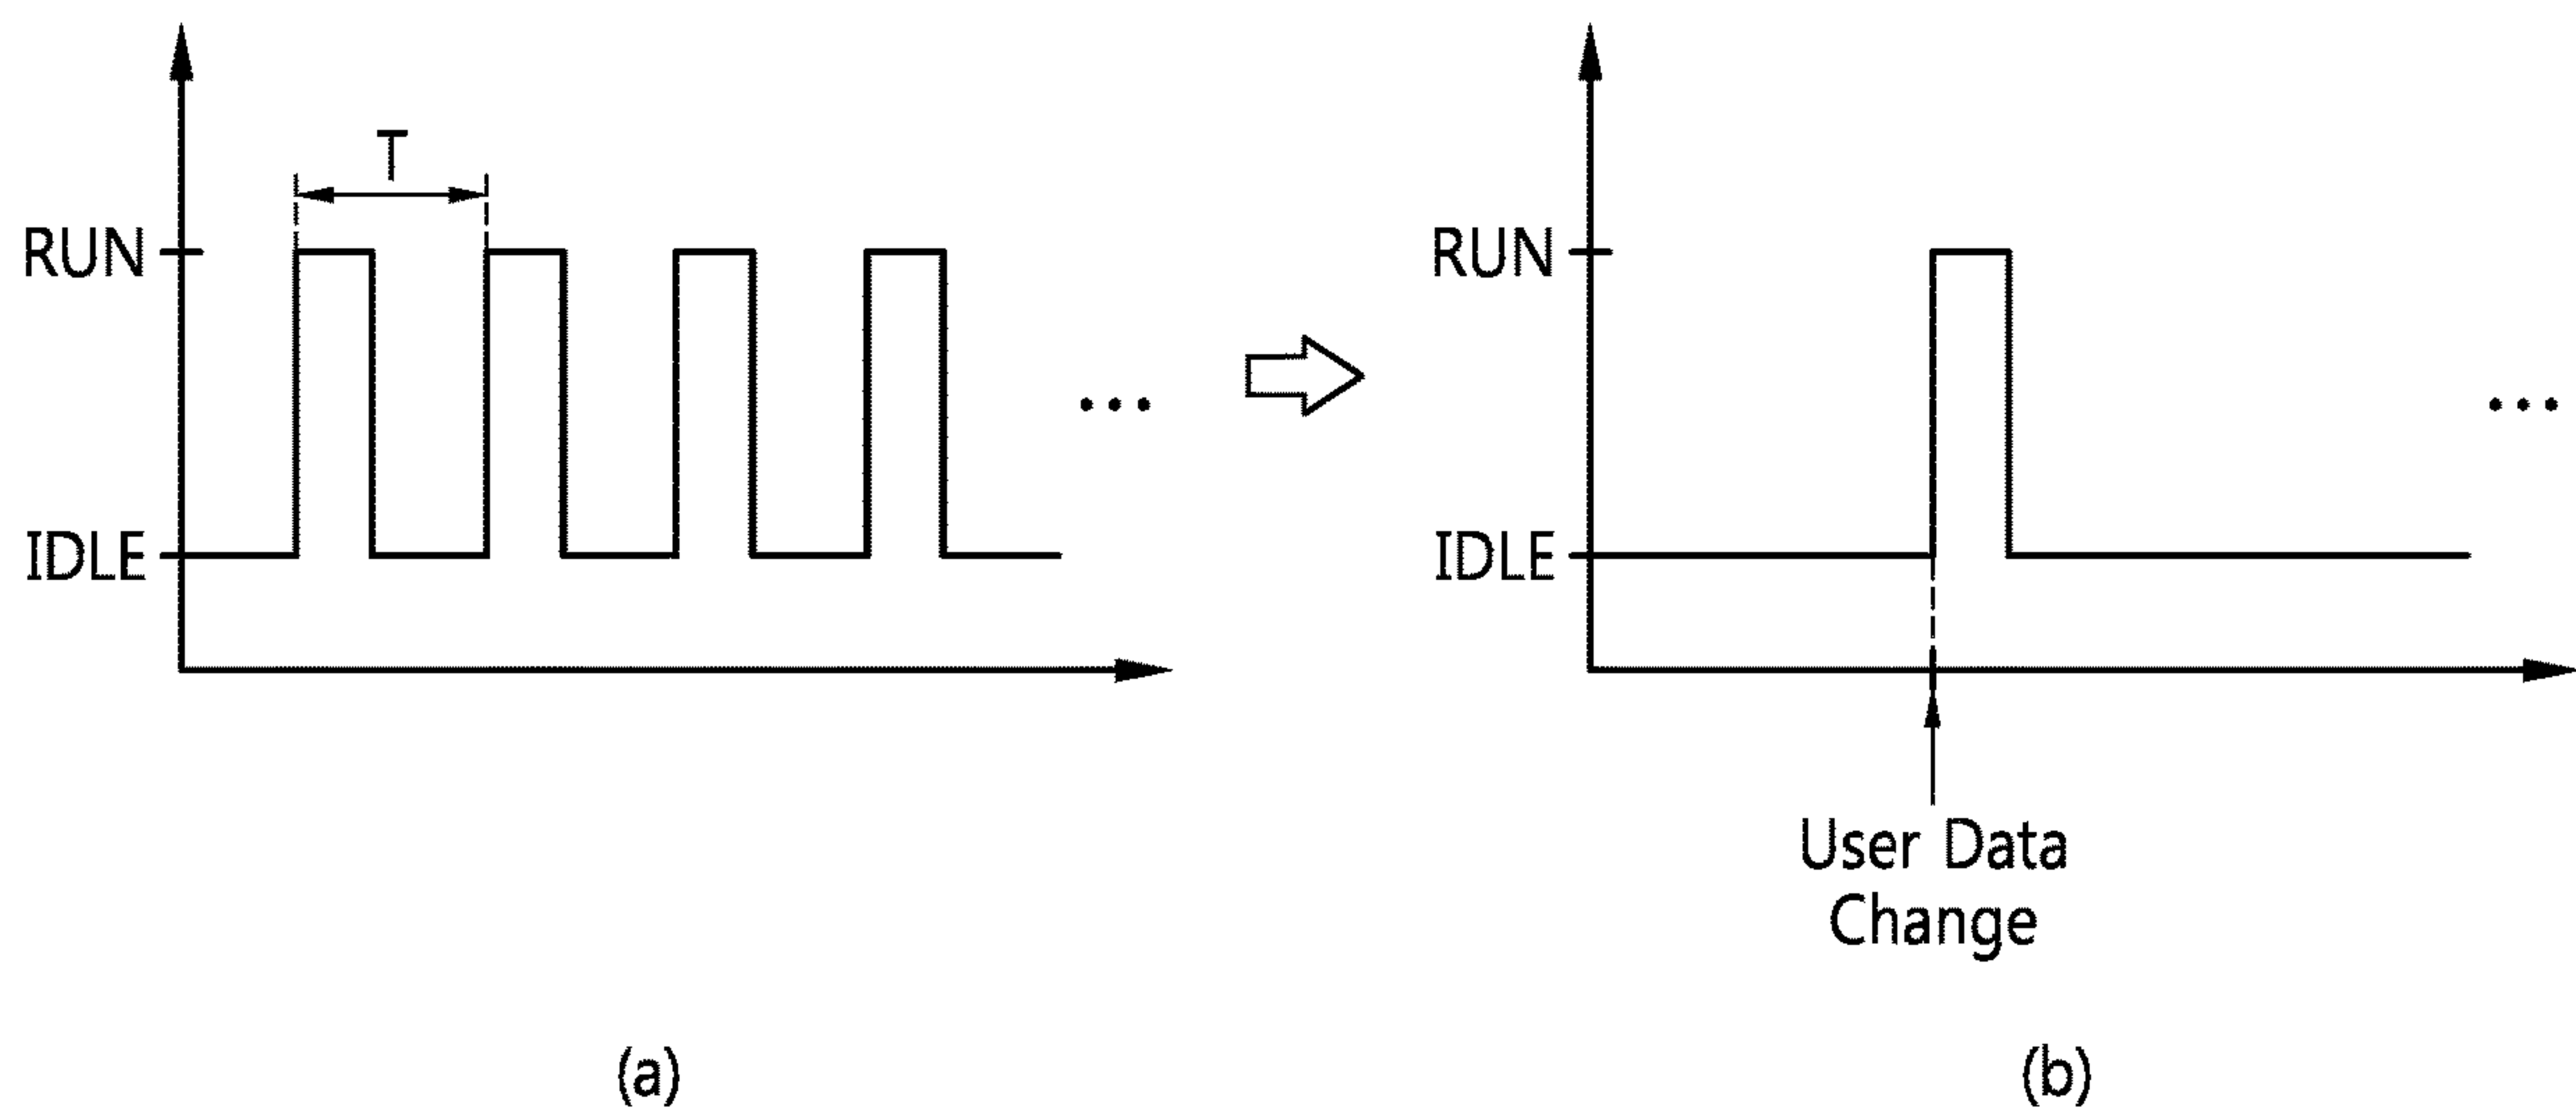 T
RUN
IDLE
...
(a)
RUN
IDLE
...
User Data
Change
(b)